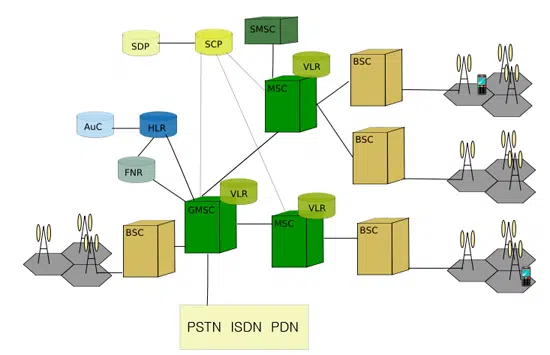 SMSC
SDP
SCP
VLR
BSC
MSC
AuC
HLR
BSC
FNR
VLR
GMSC
VLR
MSC
BSC
BSC
PSTN ISDN PDN